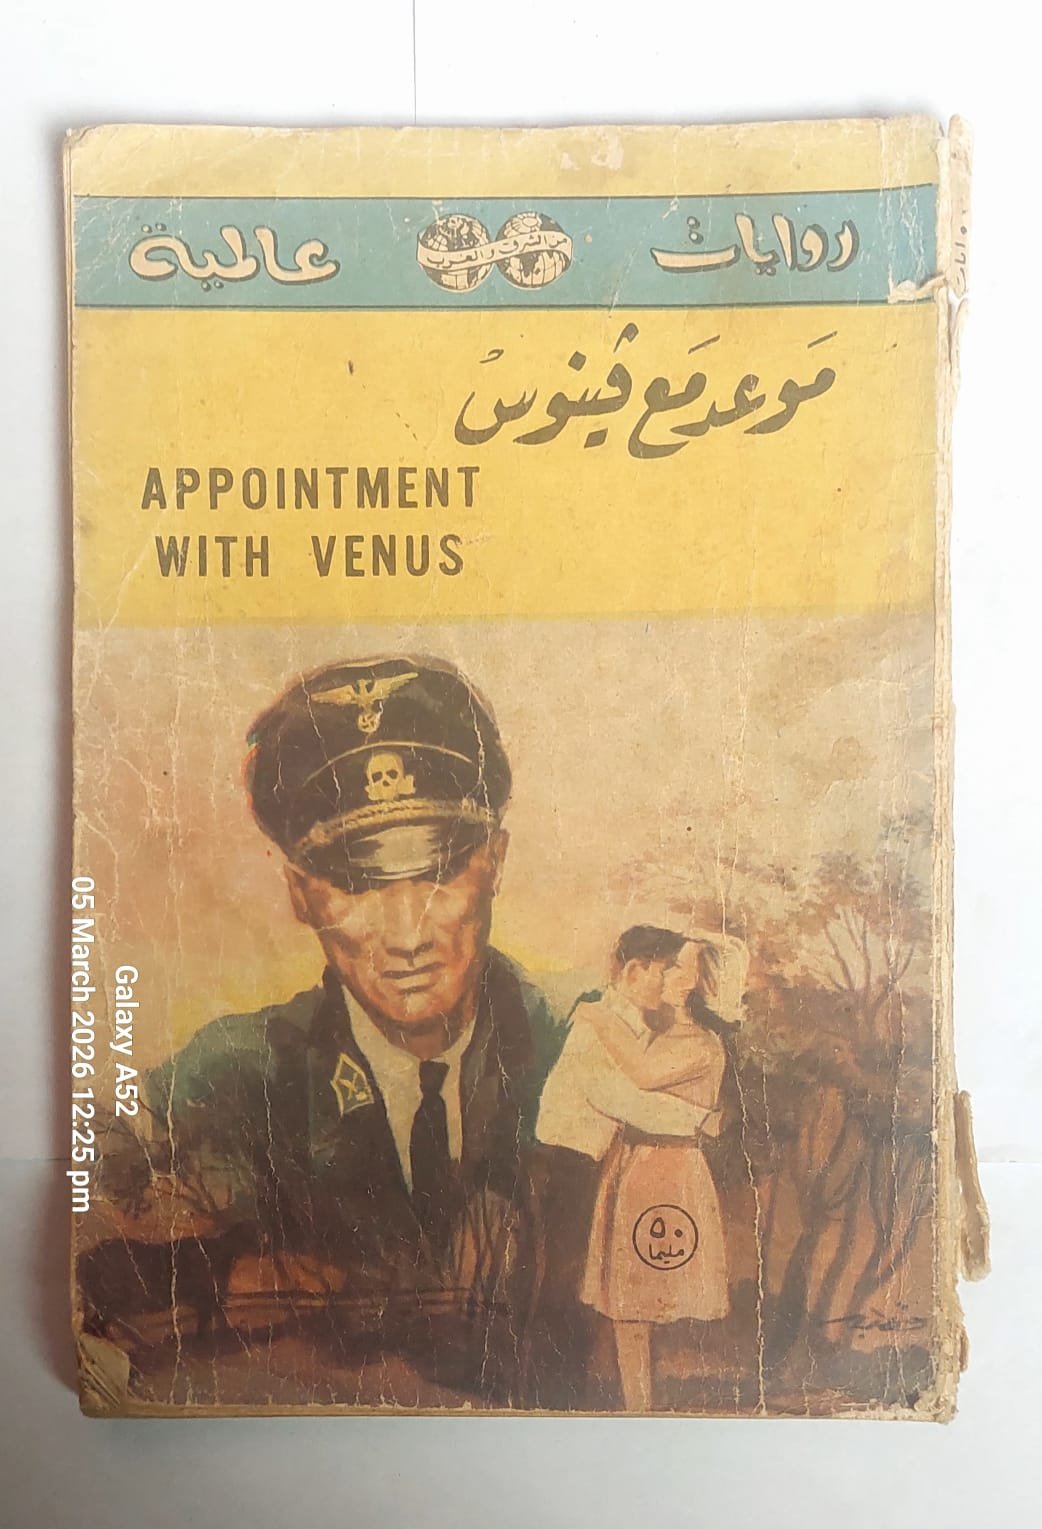 روايات عالمية
من الشرق والغرب
موعد مع ڤينوس
APPOINTMENT
WITH VENUS
٥٠
مليما
Galaxy A52
05 March 2026 12:25 pm